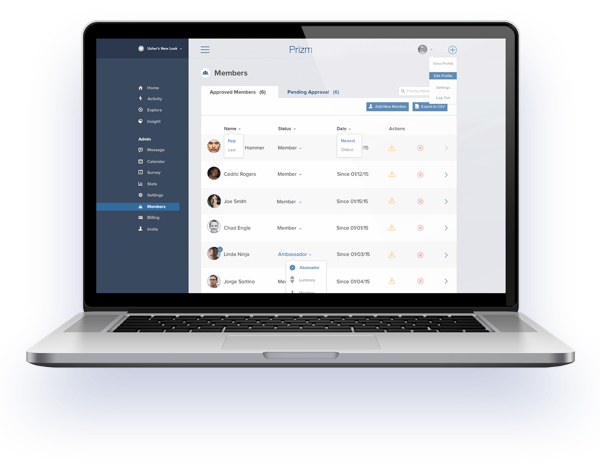 Usher's New Look
Prizm
View Profile
Edit Profile
Settings
Log Out
Home
Activity
Explore
Insight
Admin
Message
Calendar
Survey
Stats
Settings
Members
Billing
Invite
Members
Approved Members (6)
Pending Approval (6)
Add New Member
Export to CSV
Name
Status
Date
Actions
First
Last
Newest
Oldest
Hammer
Member
/15
Cedric Rogers
Member
Since 01/12/15
Joe Smith
Member
Since 01/15/15
Chad Engle
Member
Since 01/01/15
Linda Ninja
Ambassador
Since 01/03/15
Ambassador
Luminary
Jorge Sortino
Since 01/04/15